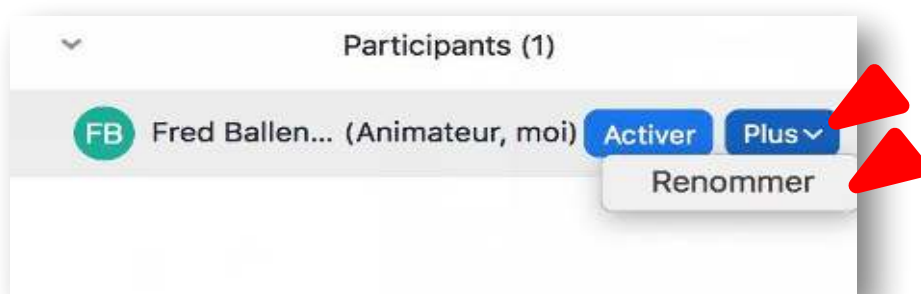 Participants (1)
FB Fred Ballen... (Animateur, moi) Activer Plus
Renommer